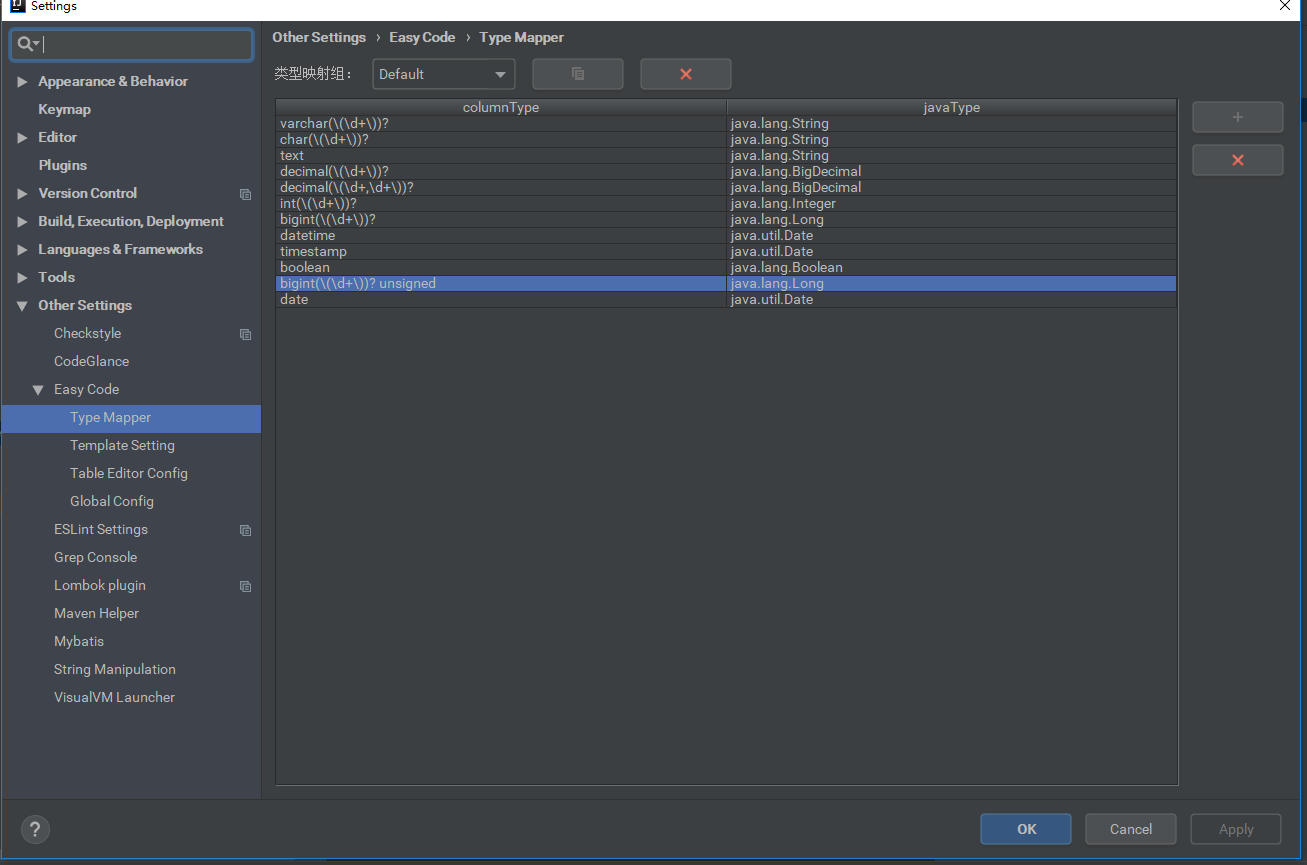 Settings
Other Settings › Easy Code › Type Mapper
类型映射组：
Default
Appearance & Behavior
Keymap
Editor
Plugins
Version Control
Build, Execution, Deployment
Languages & Frameworks
Tools
Other Settings
Checkstyle
CodeGlance
Easy Code
Type Mapper
Template Setting
Table Editor Config
Global Config
ESLint Settings
Grep Console
Lombok plugin
Maven Helper
Mybatis
String Manipulation
VisualVM Launcher
columnType javaType
varchar(\(\d+\))? java.lang.String
char(\(\d+\))? java.lang.String
text java.lang.String
decimal(\(\d+\))? java.lang.BigDecimal
decimal(\(\d+,\d+\))? java.lang.BigDecimal
int(\(\d+\))? java.lang.Integer
bigint(\(\d+\))? java.lang.Long
datetime java.util.Date
timestamp java.util.Date
boolean java.lang.Boolean
bigint(\(\d+\))? unsigned java.lang.Long
date java.util.Date
?
OK
Cancel
Apply